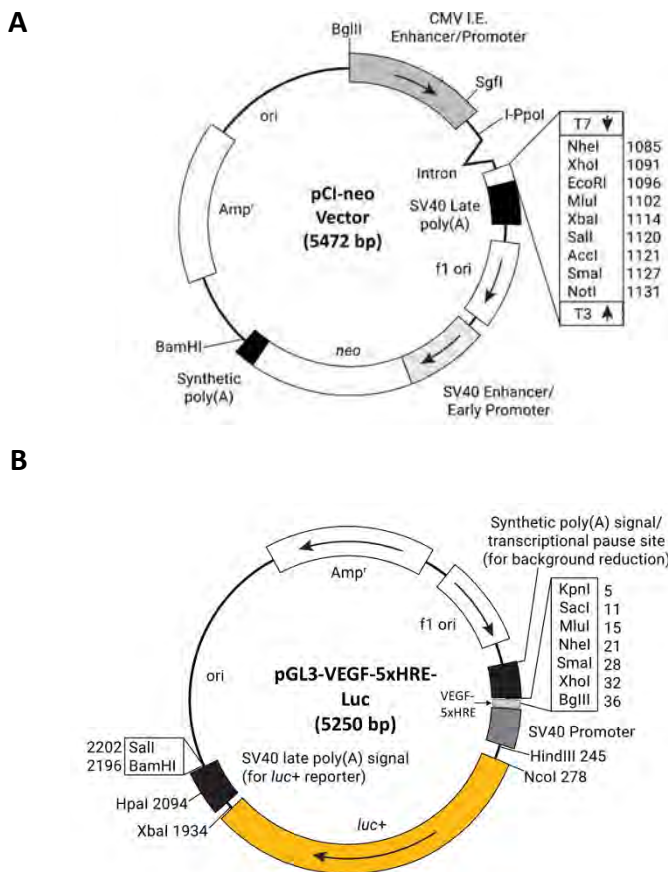 A
CMV I.E.
Enhancer/Promoter
BglII
SgfI
I-PpoI
ori
Intron
T7
NheI 1085
XhoI 1091
EcoRI 1096
MluI 1102
XbaI 1114
SalI 1120
AccI 1121
SmaI 1127
NotI 1131
T3
Ampr
pCI-neo
Vector
(5472 bp)
SV40 Late
poly(A)
f1 ori
BamHI
neo
Synthetic
poly(A)
SV40 Enhancer/
Early Promoter
B
Synthetic poly(A) signal/
transcriptional pause site
(for background reduction)
Ampr
f1 ori
KpnI 5
SacI 11
MluI 15
NheI 21
SmaI 28
XhoI 32
BglII 36
ori
pGL3-VEGF-5xHRE-
Luc
(5250 bp)
VEGF-
5xHRE
SV40 Promoter
HindIII 245
NcoI 278
2202 SalI
2196 BamHI
SV40 late poly(A) signal
(for luc+ reporter)
HpaI 2094
XbaI 1934
luc+